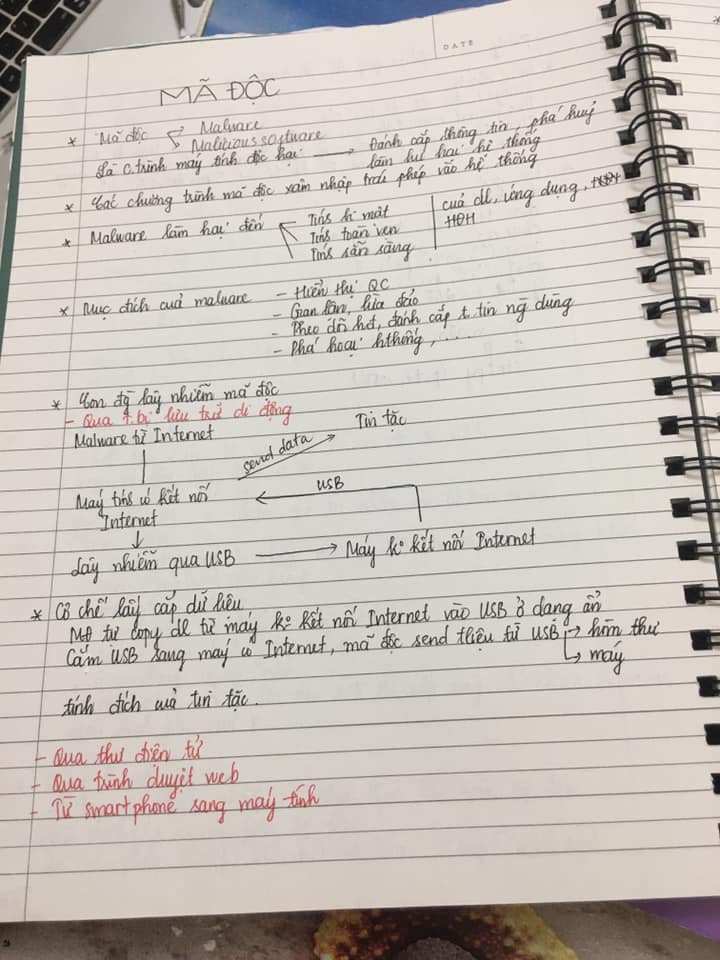 DATE
MÃ ĐỘC
* Mã độc Malware
Malicious software
Là c.trình máy tính độc hại → Đánh cắp thông tin, phá huỷ
làm hư hại hệ thống
* Các chương trình mã độc xâm nhập trái phép vào hệ thống
* Malware làm hại đến Tính bí mật
Tính toàn vẹn
Tính sẵn sàng
của dl, ứng dụng,
HĐH
* Mục đích của malware - Hiển thị QC
- Gian lận, lừa đảo
- Theo dõi hđ, đánh cắp t.tin ng dùng
- Phá hoại hthống, ....
* Con đg lây nhiễm mã độc
- Qua t.bị lưu trữ di động
Malware từ Internet
Tin tặc
send data
USB
Máy tính có kết nối
Internet
↓
Lây nhiễm qua USB → Máy ko kết nối Internet
* Cơ chế lấy cắp dữ liệu
MĐ tự copy dl từ máy ko kết nối Internet vào USB ở dạng ẩn
Cắm USB sang máy có Internet, mã độc send tliệu từ USB → hòm thư
→ máy
tính đích của tin tặc.
- Qua thư điện tử
- Qua trình duyệt web
- Từ smartphone sang máy tính